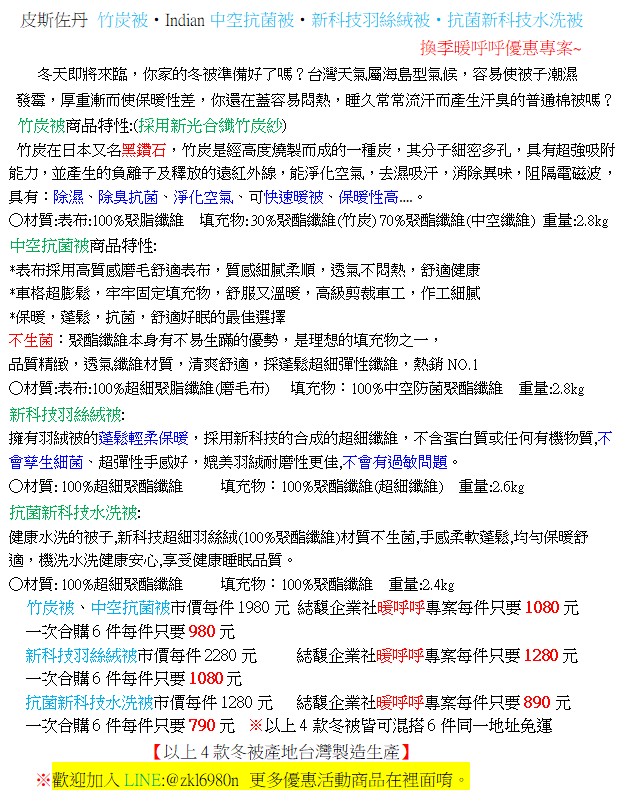 皮斯佐丹 竹炭被‧Indian 中空抗菌被‧新科技羽絲絨被‧抗菌新科技水洗被
換季暖呼呼優惠專案~
冬天即將來臨，你家的冬被準備好了嗎？台灣天氣屬海島型氣候，容易使被子潮濕
發霉，厚重漸而使保暖性差，你還在蓋容易悶熱，睡久常常流汗而產生汗臭的普通棉被嗎？
竹炭被商品特性:(採用新光合纖竹炭紗)
竹炭在日本又名黑鑽石，竹炭是經高度燒製而成的一種炭，其分子細密多孔，具有超強吸附
能力，並產生的負離子及釋放的遠紅外線，能淨化空氣，去濕吸汗，消除異味，阻隔電磁波，
具有：除濕、除臭抗菌、淨化空氣、可快速暖被、保暖性高....。
○材質:表布:100%聚脂纖維 填充物:30%聚酯纖維(竹炭) 70%聚酯纖維(中空纖維) 重量:2.8kg
中空抗菌被商品特性:
*表布採用高質感磨毛舒適表布，質感細膩柔順，透氣不悶熱，舒適健康
*車格超膨鬆，牢牢固定填充物，舒服又溫暖，高級剪裁車工，作工細膩
*保暖，蓬鬆，抗菌，舒適好眠的最佳選擇
不生菌：聚酯纖維本身有不易生蹣的優勢，是理想的填充物之一，
品質精緻，透氣纖維材質，清爽舒適，採蓬鬆超細彈性纖維，熱銷 NO.1
○材質:表布:100%超細聚脂纖維(磨毛布) 填充物：100%中空防菌聚酯纖維 重量:2.8kg
新科技羽絲絨被:
擁有羽絨被的蓬鬆輕柔保暖，採用新科技的合成的超細纖維，不含蛋白質或任何有機物質,不
會孳生細菌、超彈性手感好，媲美羽絨耐磨性更佳,不會有過敏問題。
○材質: 100%超細聚酯纖維 填充物：100%聚酯纖維(超細纖維) 重量:2.6kg
抗菌新科技水洗被:
健康水洗的被子,新科技超細羽絲絨(100%聚酯纖維)材質不生菌,手感柔軟蓬鬆,均勻保暖舒
適，機洗水洗健康安心,享受健康睡眠品質。
○材質: 100%超細聚酯纖維 填充物：100%聚酯纖維 重量:2.4kg
竹炭被、中空抗菌被市價每件 1980 元 綕馥企業社暖呼呼專案每件只要 1080 元
一次合購 6 件每件只要 980 元
新科技羽絲絨被市價每件 2280 元 綕馥企業社暖呼呼專案每件只要 1280 元
一次合購 6 件每件只要 1080 元
抗菌新科技水洗被市價每件 1280 元 綕馥企業社暖呼呼專案每件只要 890 元
一次合購 6 件每件只要 790 元 ※以上 4 款冬被皆可混搭 6 件同一地址免運
【以上 4 款冬被產地台灣製造生產】
※歡迎加入 LINE:@zkl6980n 更多優惠活動商品在裡面唷。